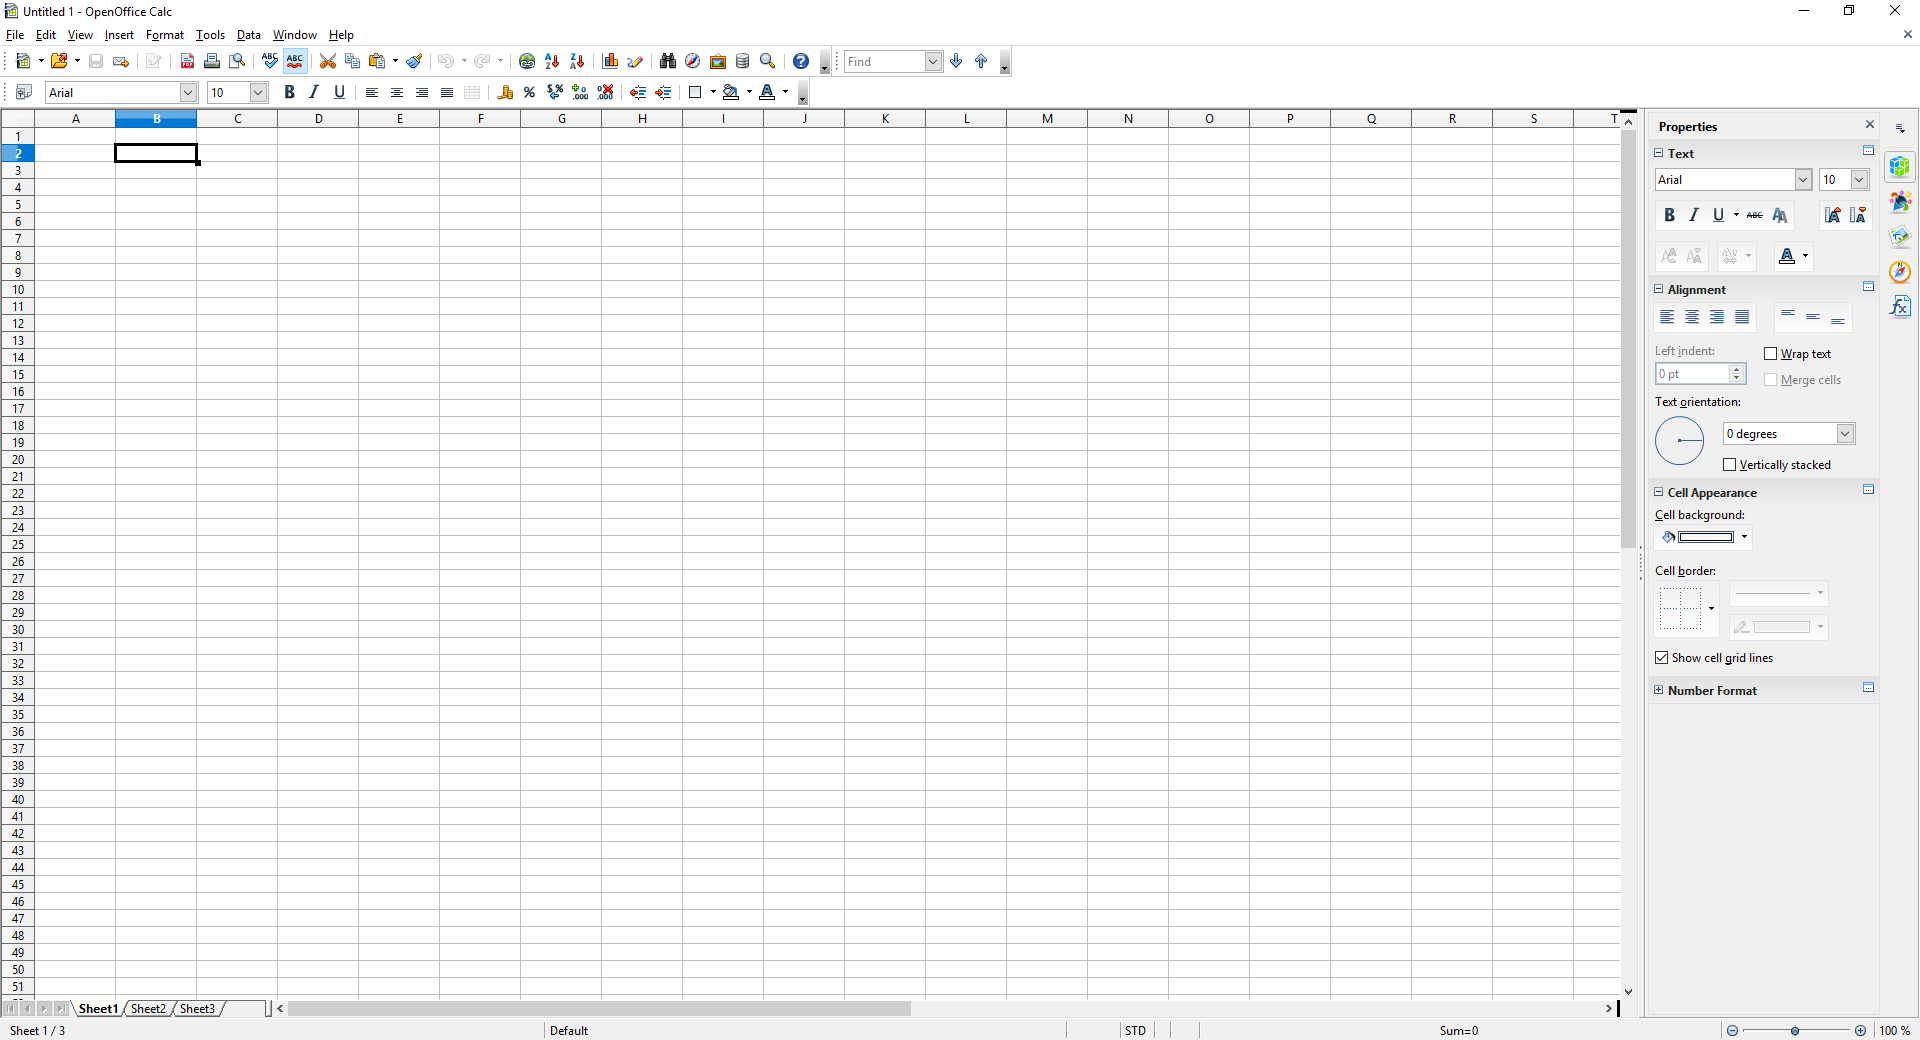 Untitled 1 - OpenOffice Calc
File Edit View Insert Format Tools Data Window Help
Find
Arial 10
A B C D E F G H I J K L M N O P Q R S T
1
2
3
4
5
6
7
8
9
10
11
12
13
14
15
16
17
18
19
20
21
22
23
24
25
26
27
28
29
30
31
32
33
34
35
36
37
38
39
40
41
42
43
44
45
46
47
48
49
50
51
Properties
Text
Arial 10
B I U ABC
Alignment
Left indent:
Wrap text
0 pt
Merge cells
Text orientation:
0 degrees
Vertically stacked
Cell Appearance
Cell background:
Cell border:
Show cell grid lines
Number Format
Sheet1 Sheet2 Sheet3
Sheet 1 / 3 Default STD Sum=0 100 %